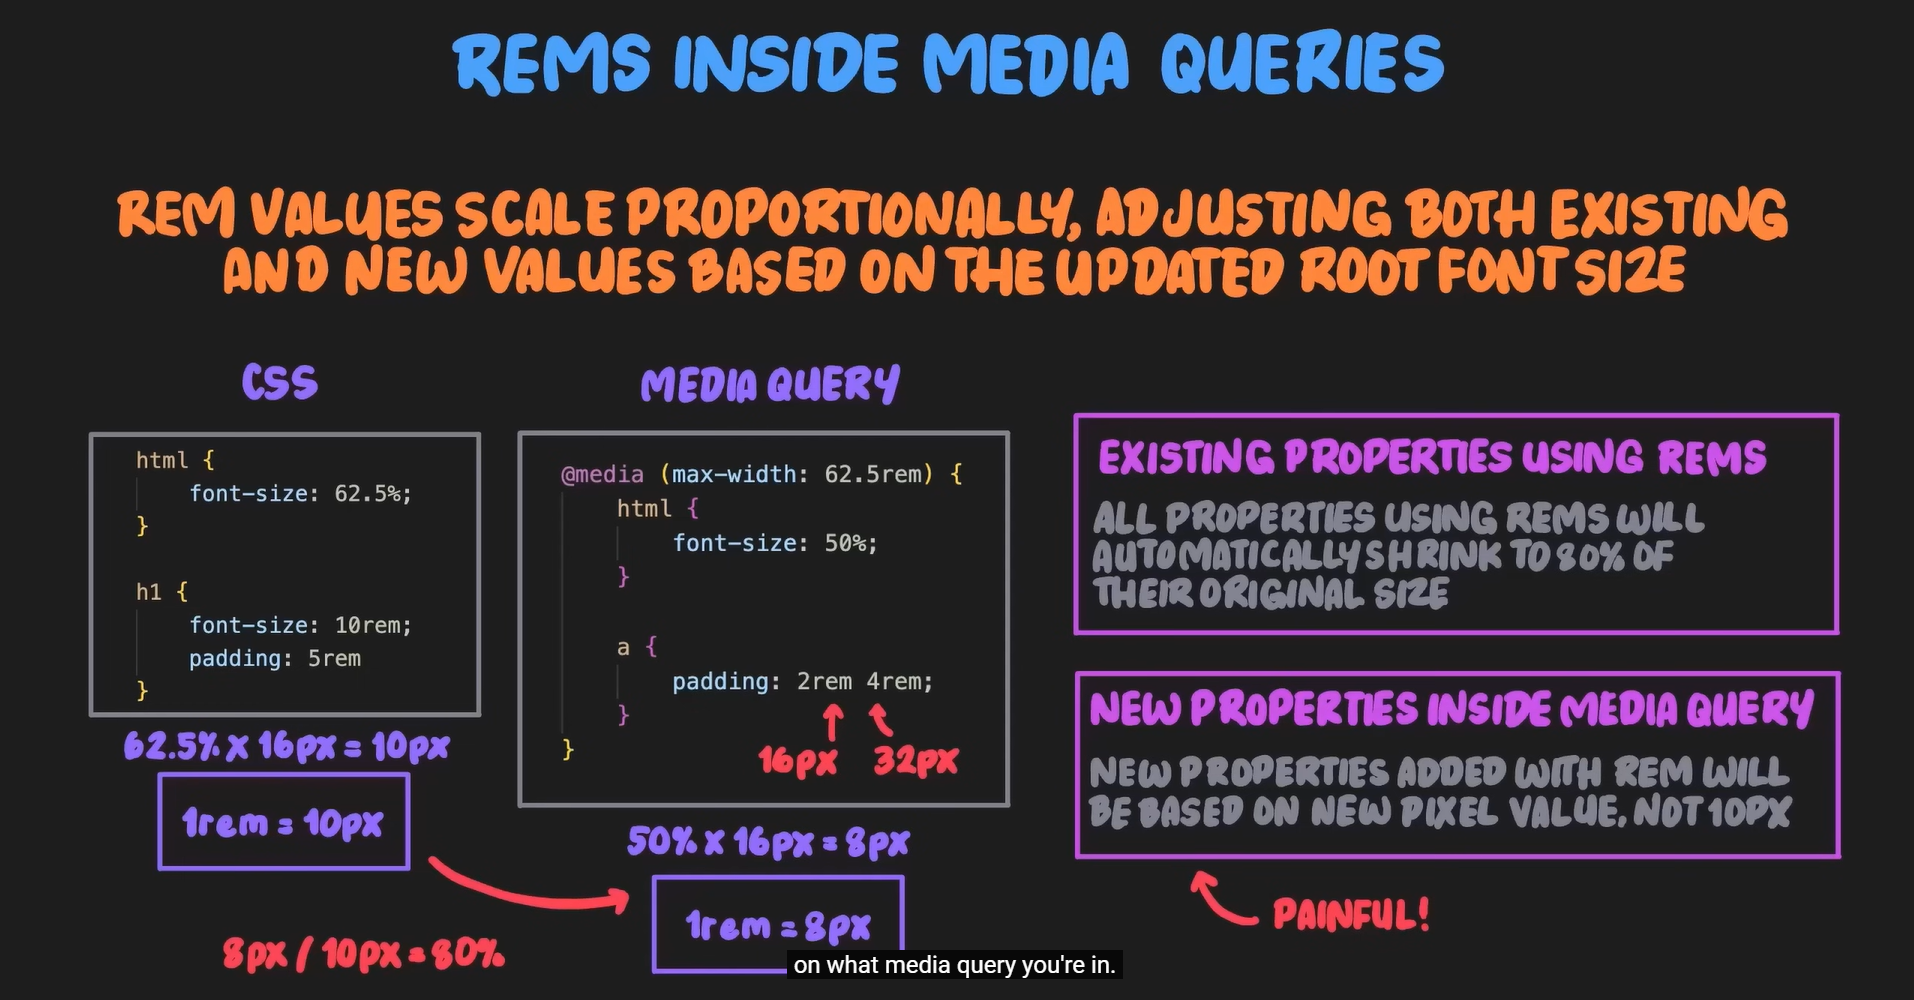 REMS INSIDE MEDIA QUERIES
REM VALUES SCALE PROPORTIONALLY, ADJUSTING BOTH EXISTING
AND NEW VALUES BASED ON THE UPDATED ROOT FONT SIZE
CSS
html {
font-size: 62.5%;
}
h1 {
font-size: 10rem;
padding: 5rem
}
62.5% X 16PX = 10PX
1rem = 10PX
8PX / 10PX = 80%
MEDIA QUERY
@media (max-width: 62.5rem) {
html {
font-size: 50%;
}
a {
padding: 2rem 4rem;
}
}
16PX 32PX
50% X 16PX = 8PX
1rem = 8PX
EXISTING PROPERTIES USING REMS
ALL PROPERTIES USING REMS WILL
AUTOMATICALLY SHRINK TO 80% OF
THEIR ORIGINAL SIZE
NEW PROPERTIES INSIDE MEDIA QUERY
NEW PROPERTIES ADDED WITH REM WILL
BE BASED ON NEW PIXEL VALUE, NOT 10PX
PAINFUL!
on what media query you're in.